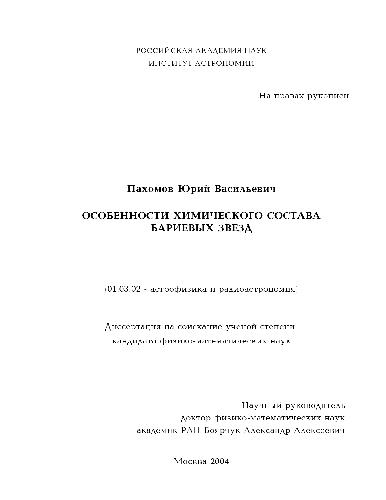 РОССИЙСКАЯ АКАДЕМИЯ НАУК
ИНСТИТУТ АСТРОНОМИИ
На правах рукописи
Пахомов Юрий Васильевич
ОСОБЕННОСТИ ХИМИЧЕСКОГО СОСТАВА
БАРИЕВЫХ ЗВЕЗД
(01.03.02 - астрофизика и радиоастрономия)
Диссертация на соискание ученой степени
кандидата физико-математических наук
Научный руководитель
доктор физико-математических наук
академик РАН Боярчук Александр Алексеевич
Москва 2004